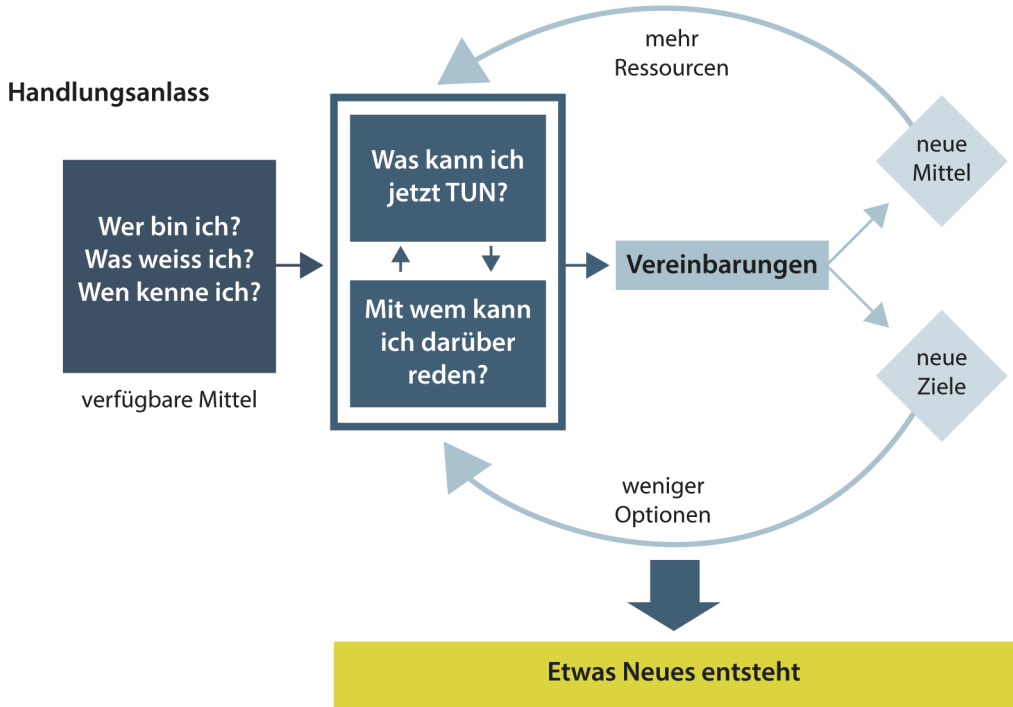 Handlungsanlass
Wer bin ich?
Was weiss ich?
Wen kenne ich?
verfügbare Mittel
Was kann ich
jetzt TUN?
Mit wem kann
ich darüber
reden?
Vereinbarungen
mehr
Ressourcen
neue
Mittel
neue
Ziele
weniger
Optionen
Etwas Neues entsteht